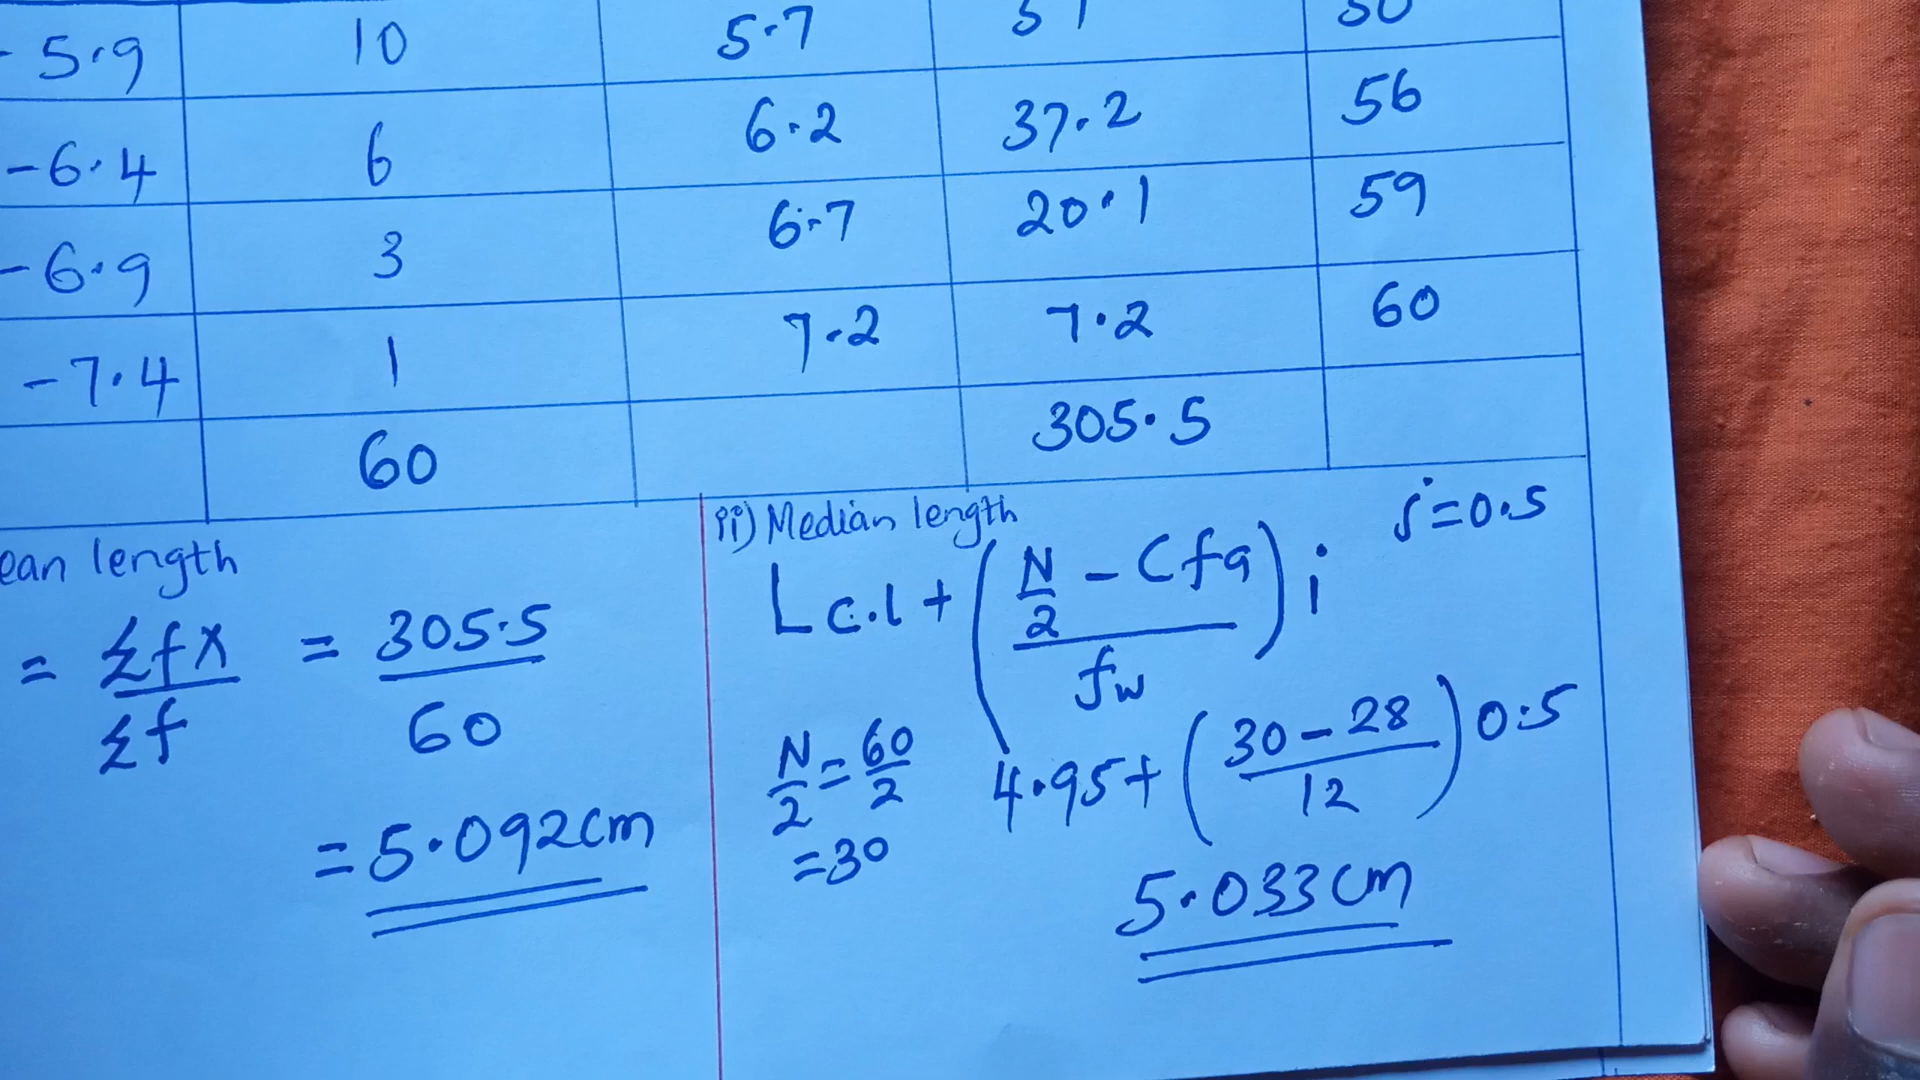 - 5.9 10 5.7 57 50
- 6.4 6 6.2 37.2 56
- 6.9 3 6.7 20.1 59
- 7.4 1 7.2 7.2 60
60 305.5
ean length
= Σfx/Σf = 305.5/60
= 5.092cm
ii) Median length
i=0.5
L c.l + (N/2 - Cfa / fw) i
N/2 = 60/2
=30
4.95 + (30 - 28 / 12) 0.5
5.033cm